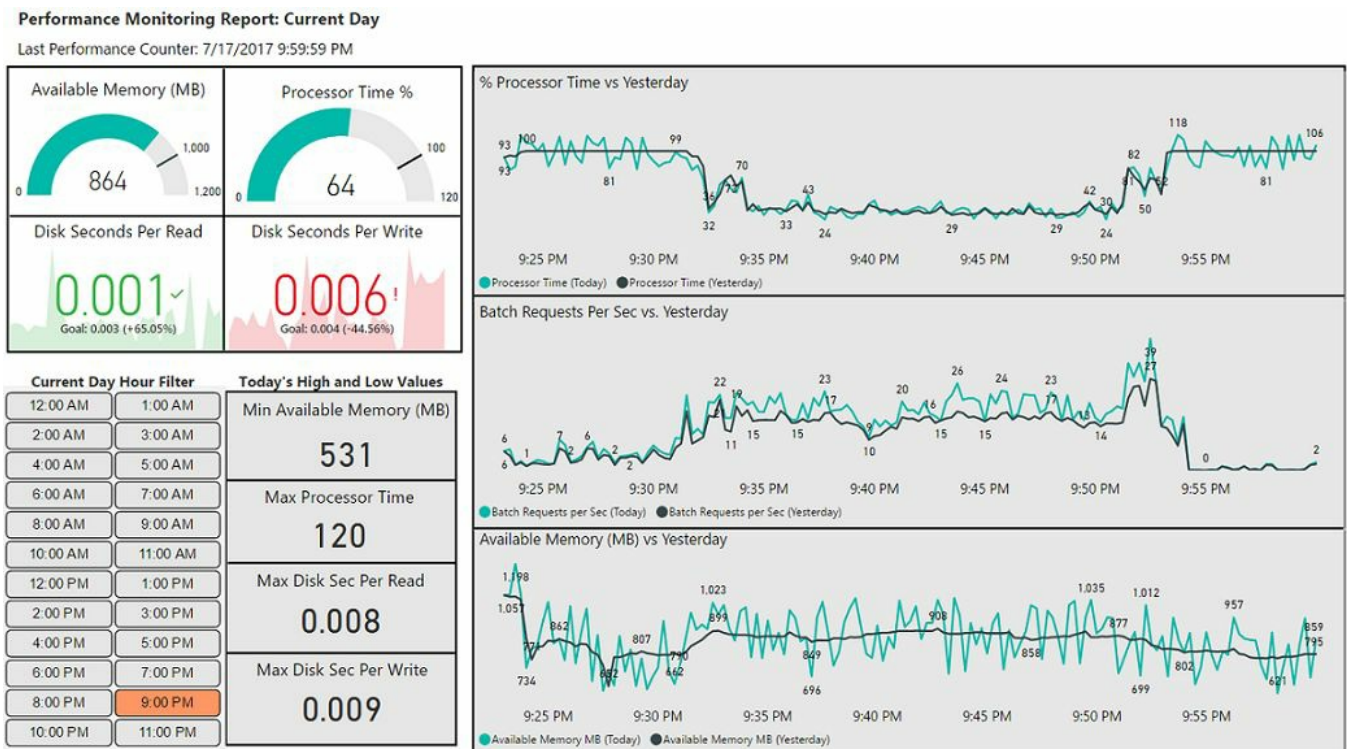 Performance Monitoring Report: Current Day
Last Performance Counter: 7/17/2017 9:59:59 PM
Available Memory (MB)
0
864
1,000
1,200
Processor Time %
0
64
100
120
Disk Seconds Per Read
0.001
Goal: 0.003 (+65.05%)
Disk Seconds Per Write
0.006!
Goal: 0.004 (-44.56%)
Current Day Hour Filter
12:00 AM 1:00 AM
2:00 AM 3:00 AM
4:00 AM 5:00 AM
6:00 AM 7:00 AM
8:00 AM 9:00 AM
10:00 AM 11:00 AM
12:00 PM 1:00 PM
2:00 PM 3:00 PM
4:00 PM 5:00 PM
6:00 PM 7:00 PM
8:00 PM 9:00 PM
10:00 PM 11:00 PM
Today's High and Low Values
Min Available Memory (MB)
531
Max Processor Time
120
Max Disk Sec Per Read
0.008
Max Disk Sec Per Write
0.009
% Processor Time vs Yesterday
93 100 99 118 106
93 81 70 82 81
36 43 42 30 50
32 33 24 29 29 24
9:25 PM 9:30 PM 9:35 PM 9:40 PM 9:45 PM 9:50 PM 9:55 PM
Processor Time (Today) Processor Time (Yesterday)
Batch Requests Per Sec vs. Yesterday
39
27
22 19 23 17 20 16 26 24 23 17
6 1 7 2 6 2 11 15 15 9 15 15 14 0 2
6 2 10
9:25 PM 9:30 PM 9:35 PM 9:40 PM 9:45 PM 9:50 PM 9:55 PM
Batch Requests per Sec (Today) Batch Requests per Sec (Yesterday)
Available Memory (MB) vs Yesterday
1,198 1,023 1,035 1,012 957
1,057 862 807 899 908 877 859
849 858 802 795
734 662 696 699 621
9:25 PM 9:30 PM 9:35 PM 9:40 PM 9:45 PM 9:50 PM 9:55 PM
Available Memory MB (Today) Available Memory MB (Yesterday)